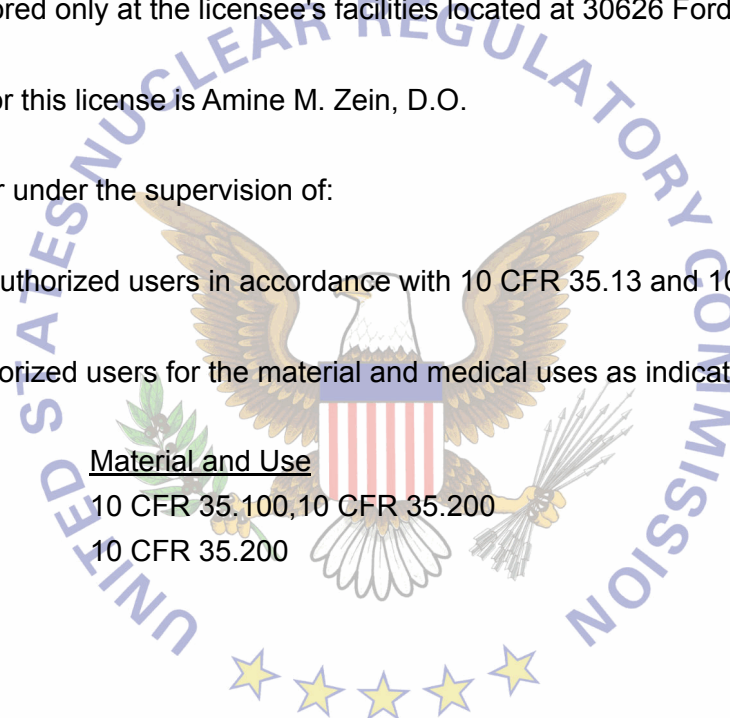 ored only at the licensee's facilities located at 30626 Ford
or this license is Amine M. Zein, D.O.
r under the supervision of:
uthorized users in accordance with 10 CFR 35.13 and 10
orized users for the material and medical uses as indicat
Material and Use
10 CFR 35.100,10 CFR 35.200
10 CFR 35.200
UNITED STATES NUCLEAR REGULATORY COMMISSION